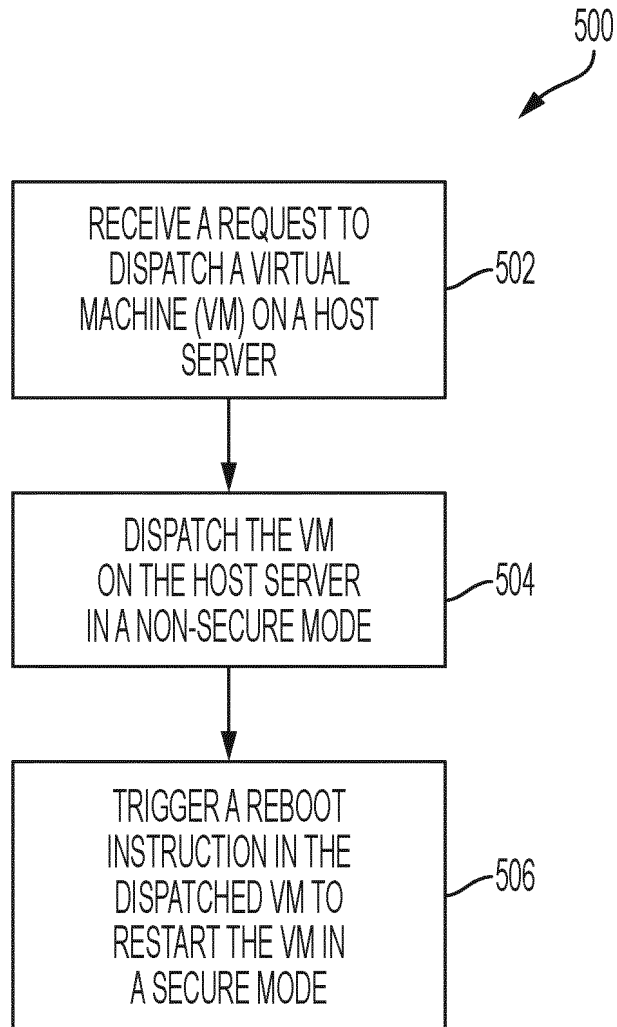 500
RECEIVE A REQUEST TO
DISPATCH A VIRTUAL
MACHINE (VM) ON A HOST
SERVER
502
DISPATCH THE VM
ON THE HOST SERVER
IN A NON-SECURE MODE
504
TRIGGER A REBOOT
INSTRUCTION IN THE
DISPATCHED VM TO
RESTART THE VM IN
A SECURE MODE
506